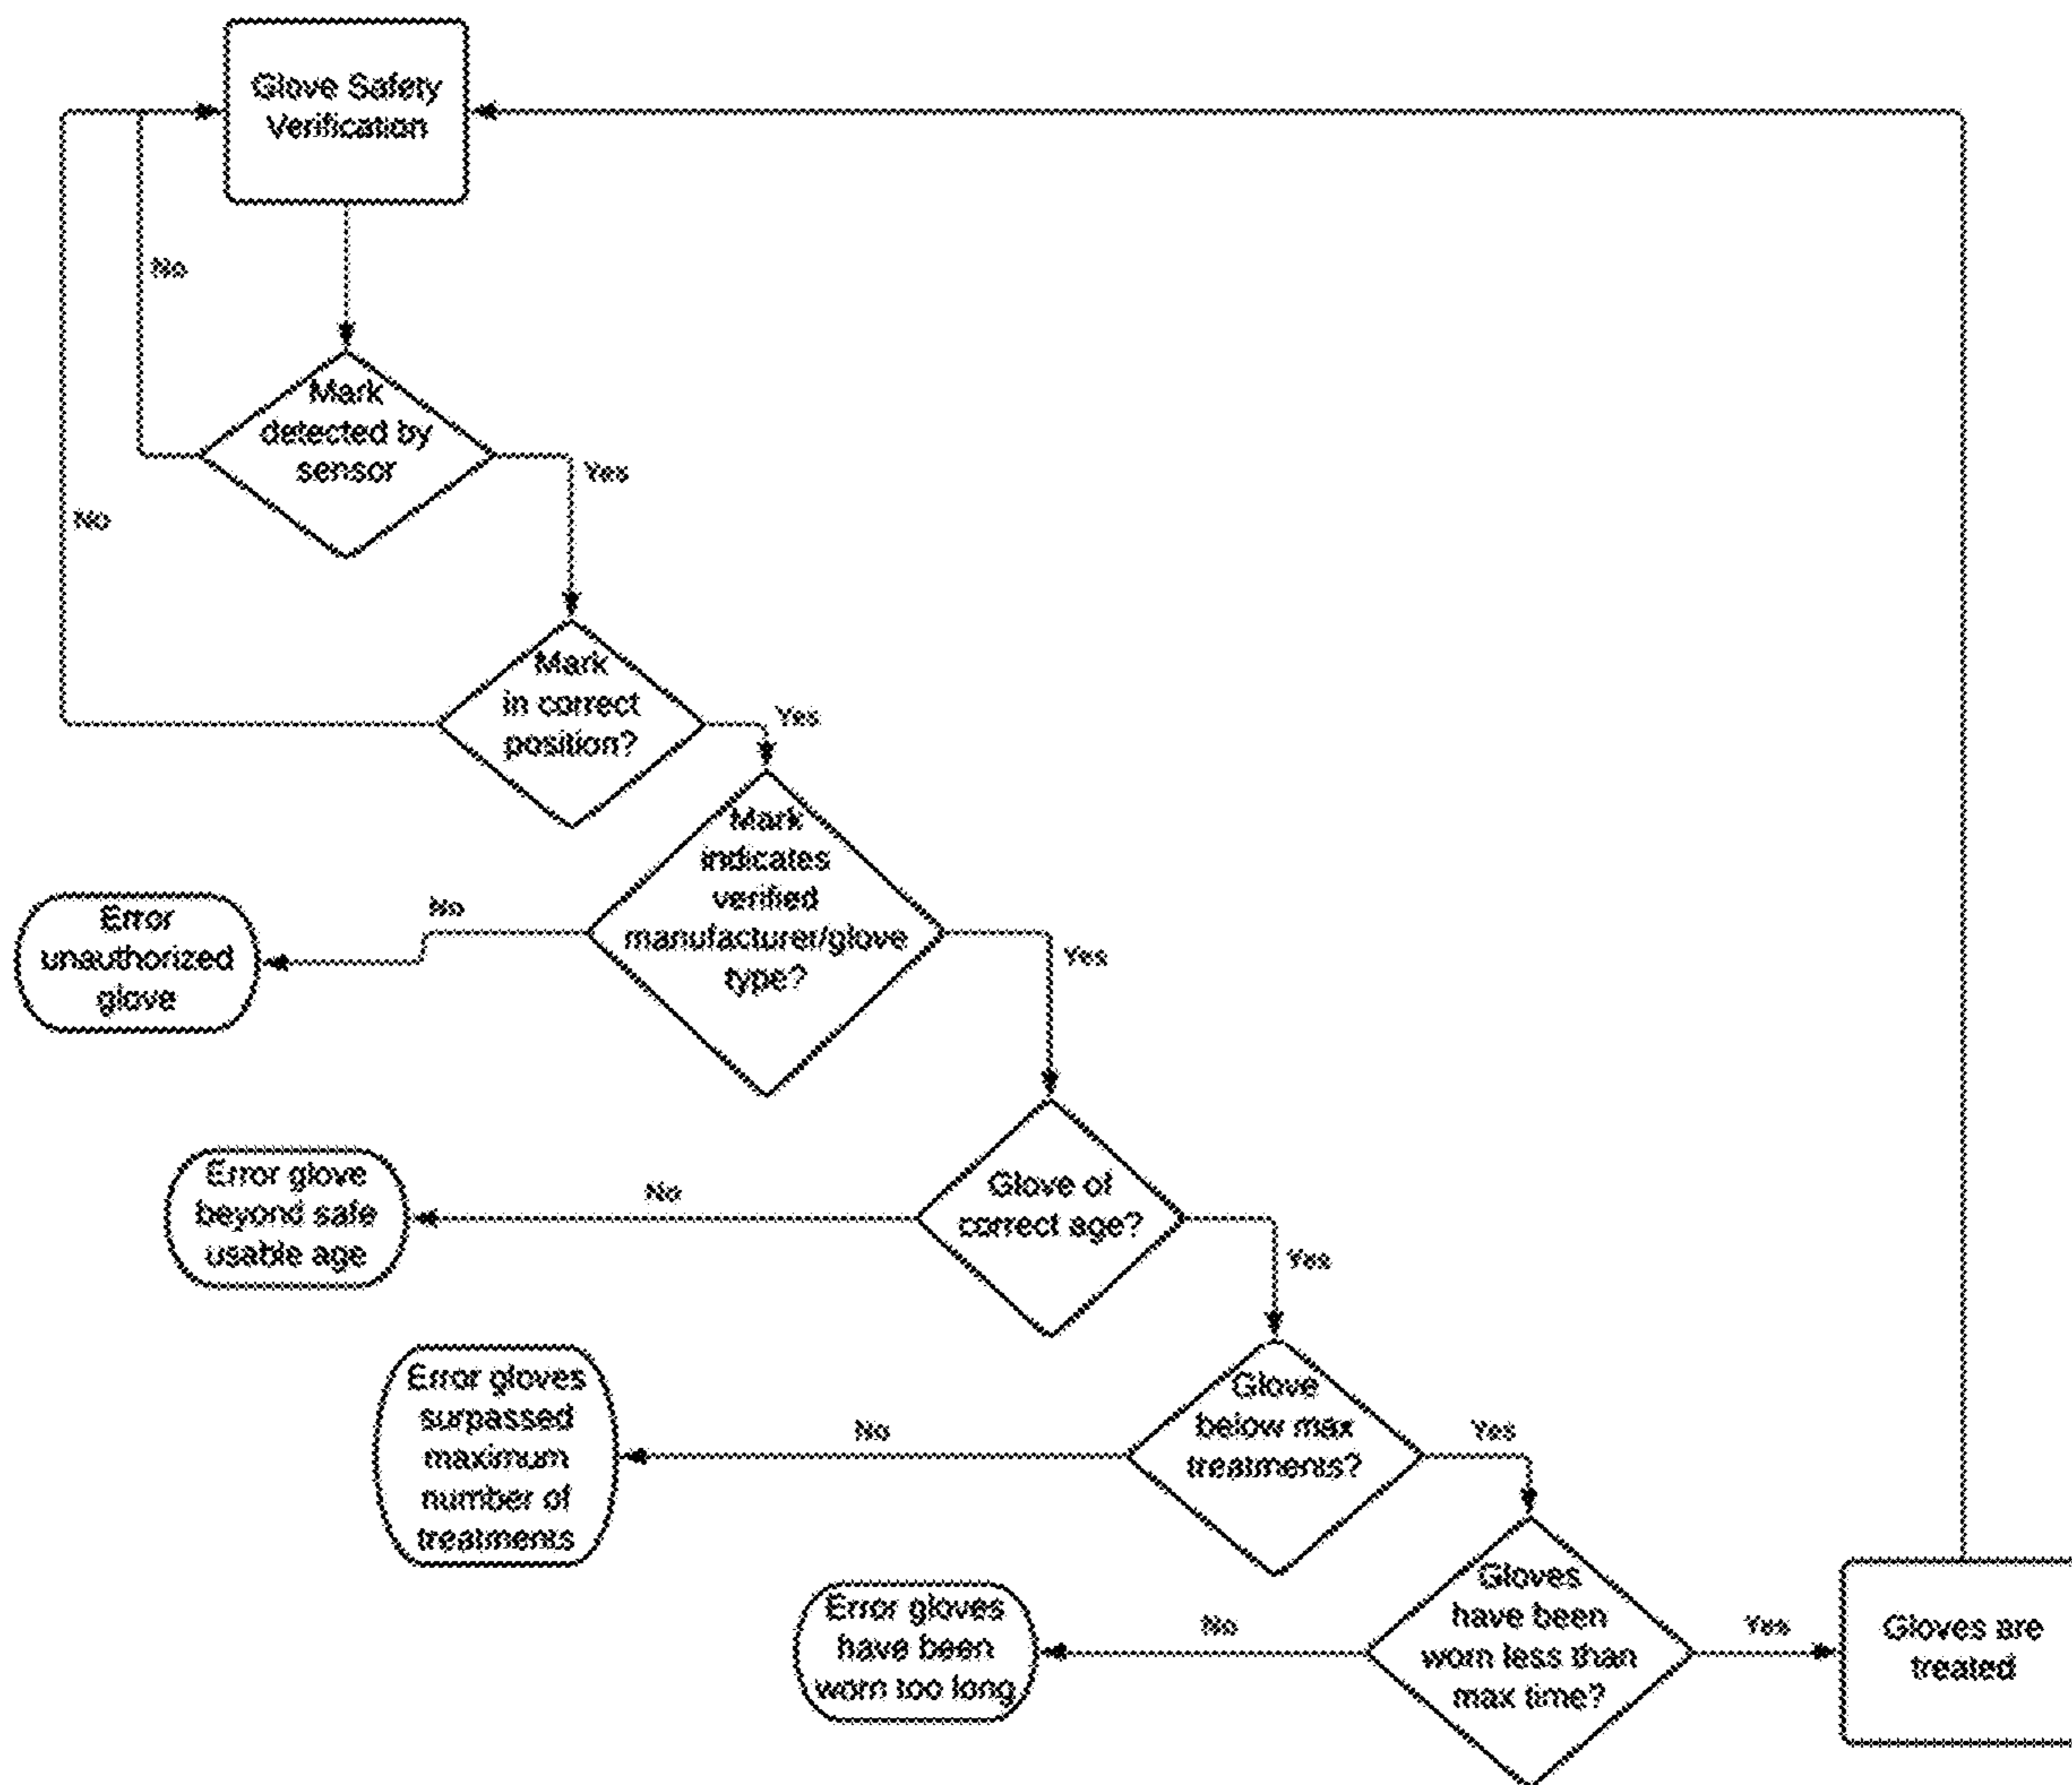 Glove Safety
Verification
No
Mark
detected by
sensor
Yes
No
Mark
in correct
position?
Yes
Mark
indicates
verified
manufacturer/glove
type?
No
Error
unauthorized
glove
Yes
Glove of
correct age?
No
Error glove
beyond safe
usable age
Yes
Glove
below max
treatments?
No
Error gloves
surpassed
maximum
number of
treatments
Yes
Gloves
have been
worn less than
max time?
No
Error gloves
have been
worn too long
Yes
Gloves are
treated